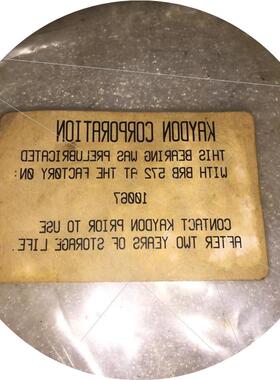 KAYDON CORPORATION
THIS BEARING WAS PRELUBRICATED
WITH BRB 572 AT THE FACTORY ON:
10067
CONTACT KAYDON PRIOR TO USE
AFTER TWO YEARS OF STORAGE LIFE.